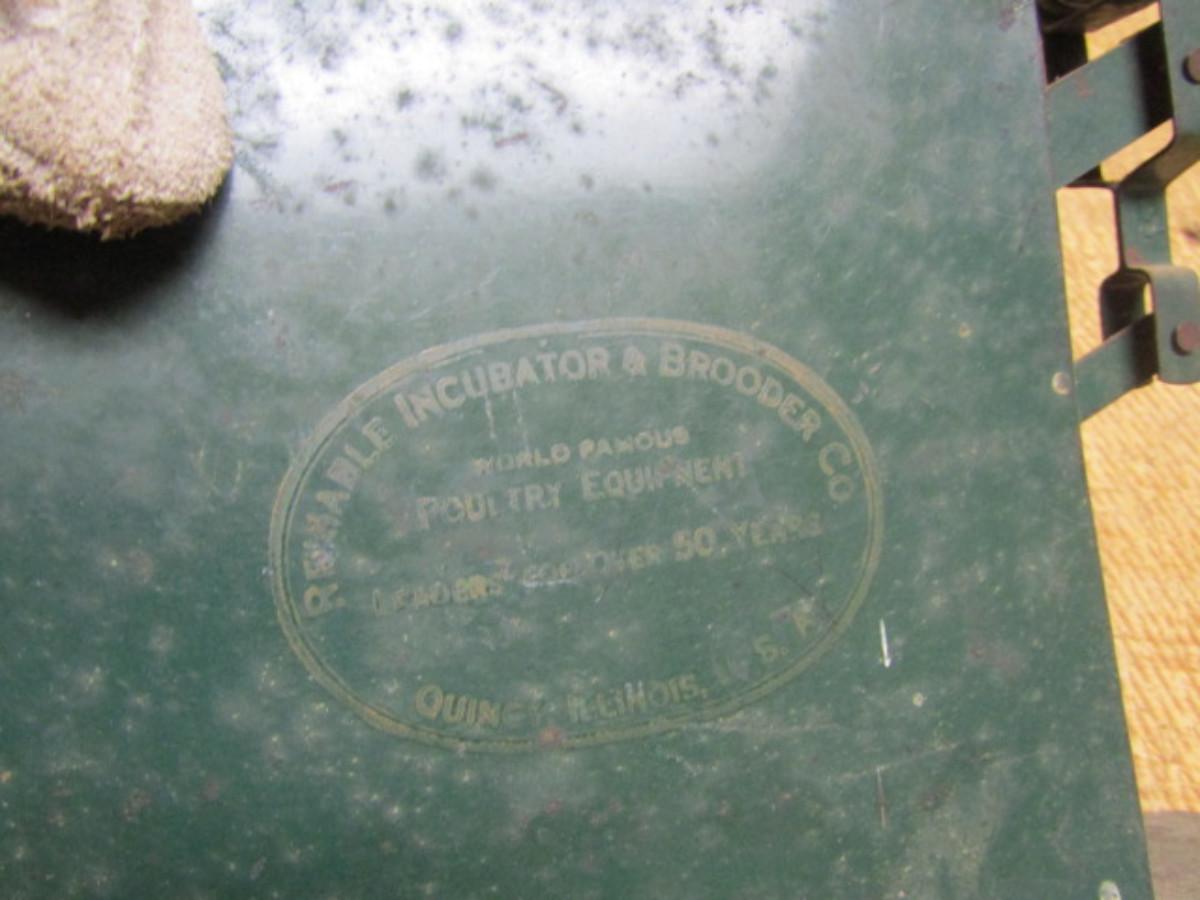 RELIABLE INCUBATOR & BROODER CO
WORLD FAMOUS
POULTRY EQUIPMENT
LEADERS FOR OVER 50 YEARS
QUINCY ILLINOIS, U. S. A.